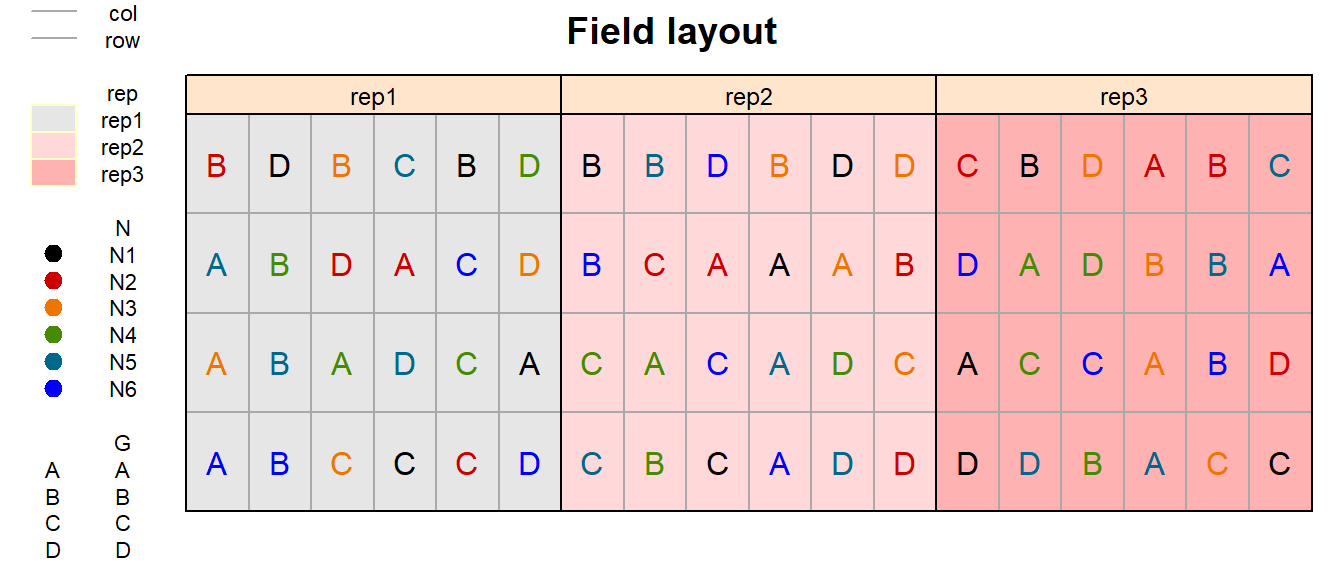 Field layout
col
row
rep
rep1
rep2
rep3
N
N1
N2
N3
N4
N5
N6
G
A A
B B
C C
D D
rep1 rep2 rep3
B D B C B D B B D B D D C B D A B C
A B D A C D B C A A A B D A D B B A
A B A D C A C A C A D C A C C A B D
A B C C C D C B C A D D D D B A C C